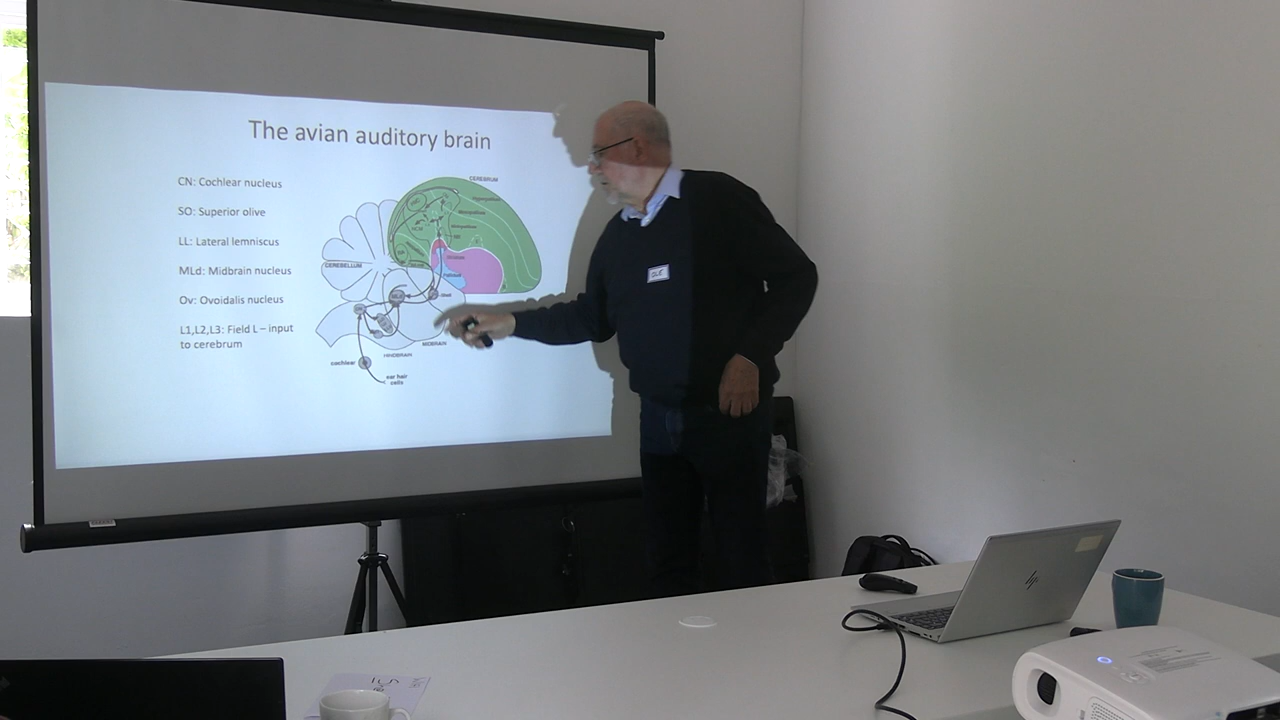 The avian auditory brain
CN: Cochlear nucleus
SO: Superior olive
LL: Lateral lemniscus
MLd: Midbrain nucleus
Ov: Ovoidalis nucleus
L1,L2,L3: Field L – input
to cerebrum
CEREBRUM
CEREBELLUM
MIDBRAIN
HINDBRAIN
cochlear
ear hair
cells
hp